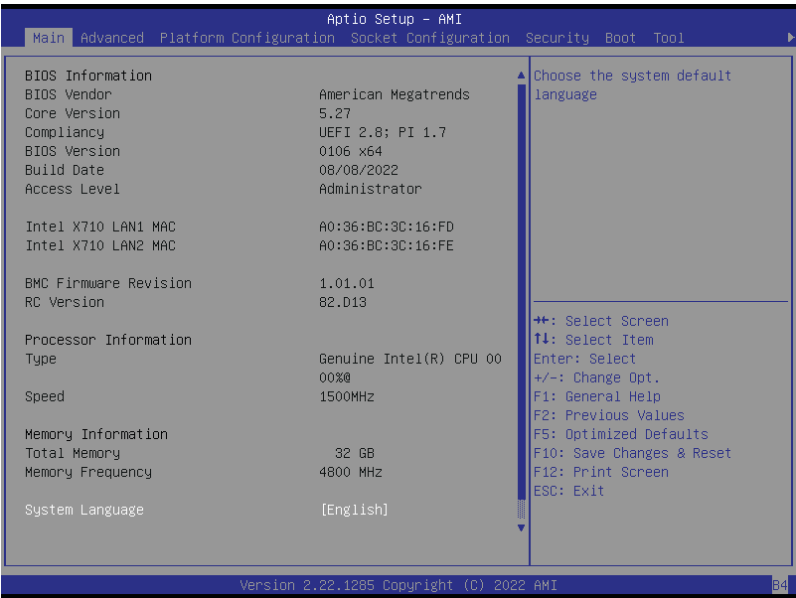 Aptio Setup – AMI
Main Advanced Platform Configuration Socket Configuration Security Boot Tool
BIOS Information
BIOS Vendor American Megatrends
Core Version 5.27
Compliancy UEFI 2.8; PI 1.7
BIOS Version 0106 x64
Build Date 08/08/2022
Access Level Administrator
Intel X710 LAN1 MAC A0:36:BC:3C:16:FD
Intel X710 LAN2 MAC A0:36:BC:3C:16:FE
BMC Firmware Revision 1.01.01
RC Version 82.D13
Processor Information
Type Genuine Intel(R) CPU 00
00%@
Speed 1500MHz
Memory Information
Total Memory 32 GB
Memory Frequency 4800 MHz
System Language [English]
Choose the system default
language
→←: Select Screen
↑↓: Select Item
Enter: Select
+/-: Change Opt.
F1: General Help
F2: Previous Values
F5: Optimized Defaults
F10: Save Changes & Reset
F12: Print Screen
ESC: Exit
Version 2.22.1285 Copyright (C) 2022 AMI
B4